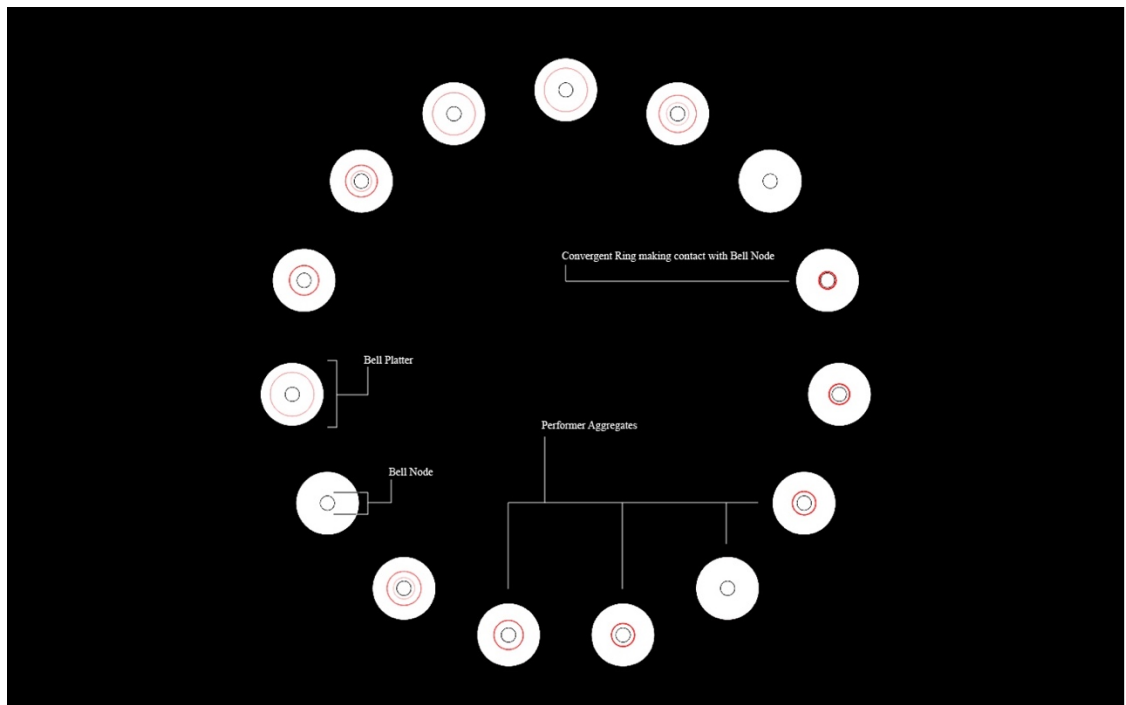 Convergent Ring making contact with Bell Node
Bell Platter
Performer Aggregates
Bell Node